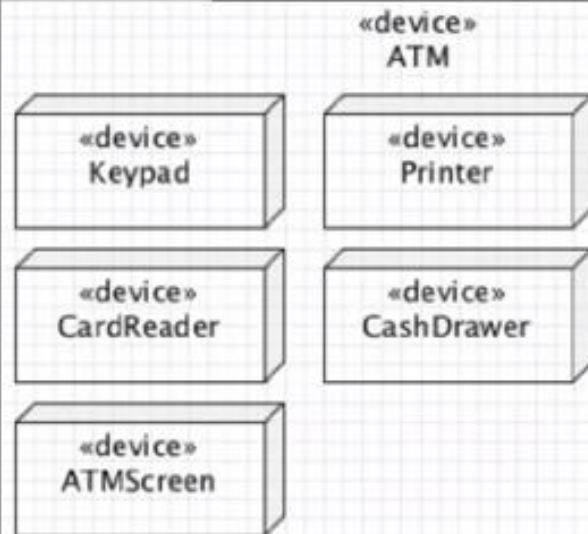 «device»
ATM
«device»
Keypad
«device»
Printer
«device»
CardReader
«device»
CashDrawer
«device»
ATMScreen